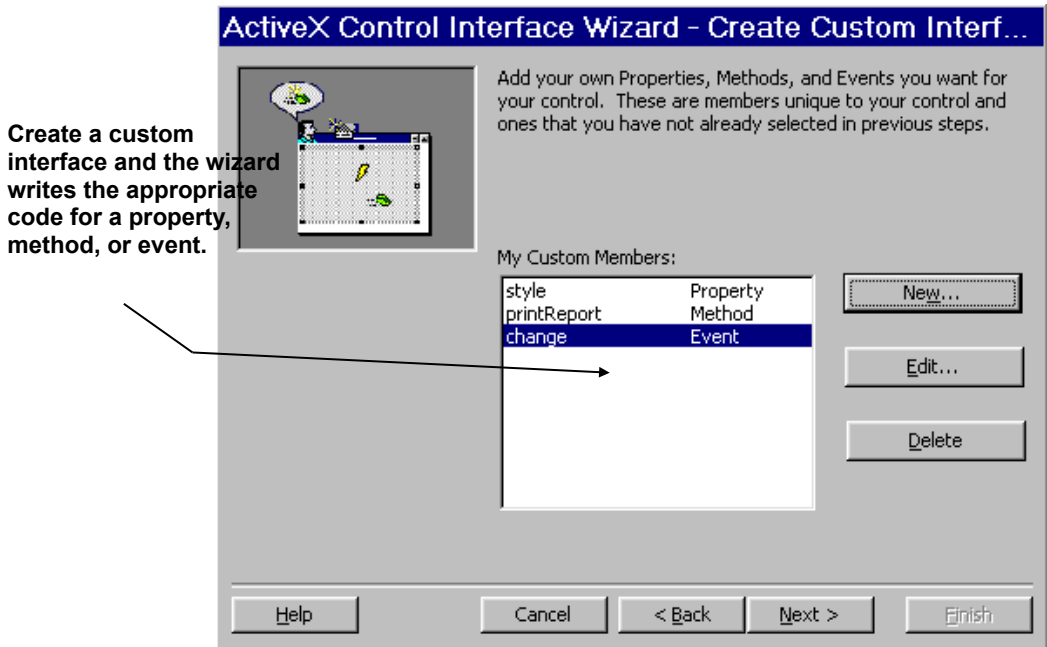 ActiveX Control Interface Wizard - Create Custom Interf...
Add your own Properties, Methods, and Events you want for
your control. These are members unique to your control and
ones that you have not already selected in previous steps.
Create a custom
interface and the wizard
writes the appropriate
code for a property,
method, or event.
My Custom Members:
style Property
printReport Method
change Event
New...
Edit...
Delete
Help
Cancel
< Back
Next >
Finish